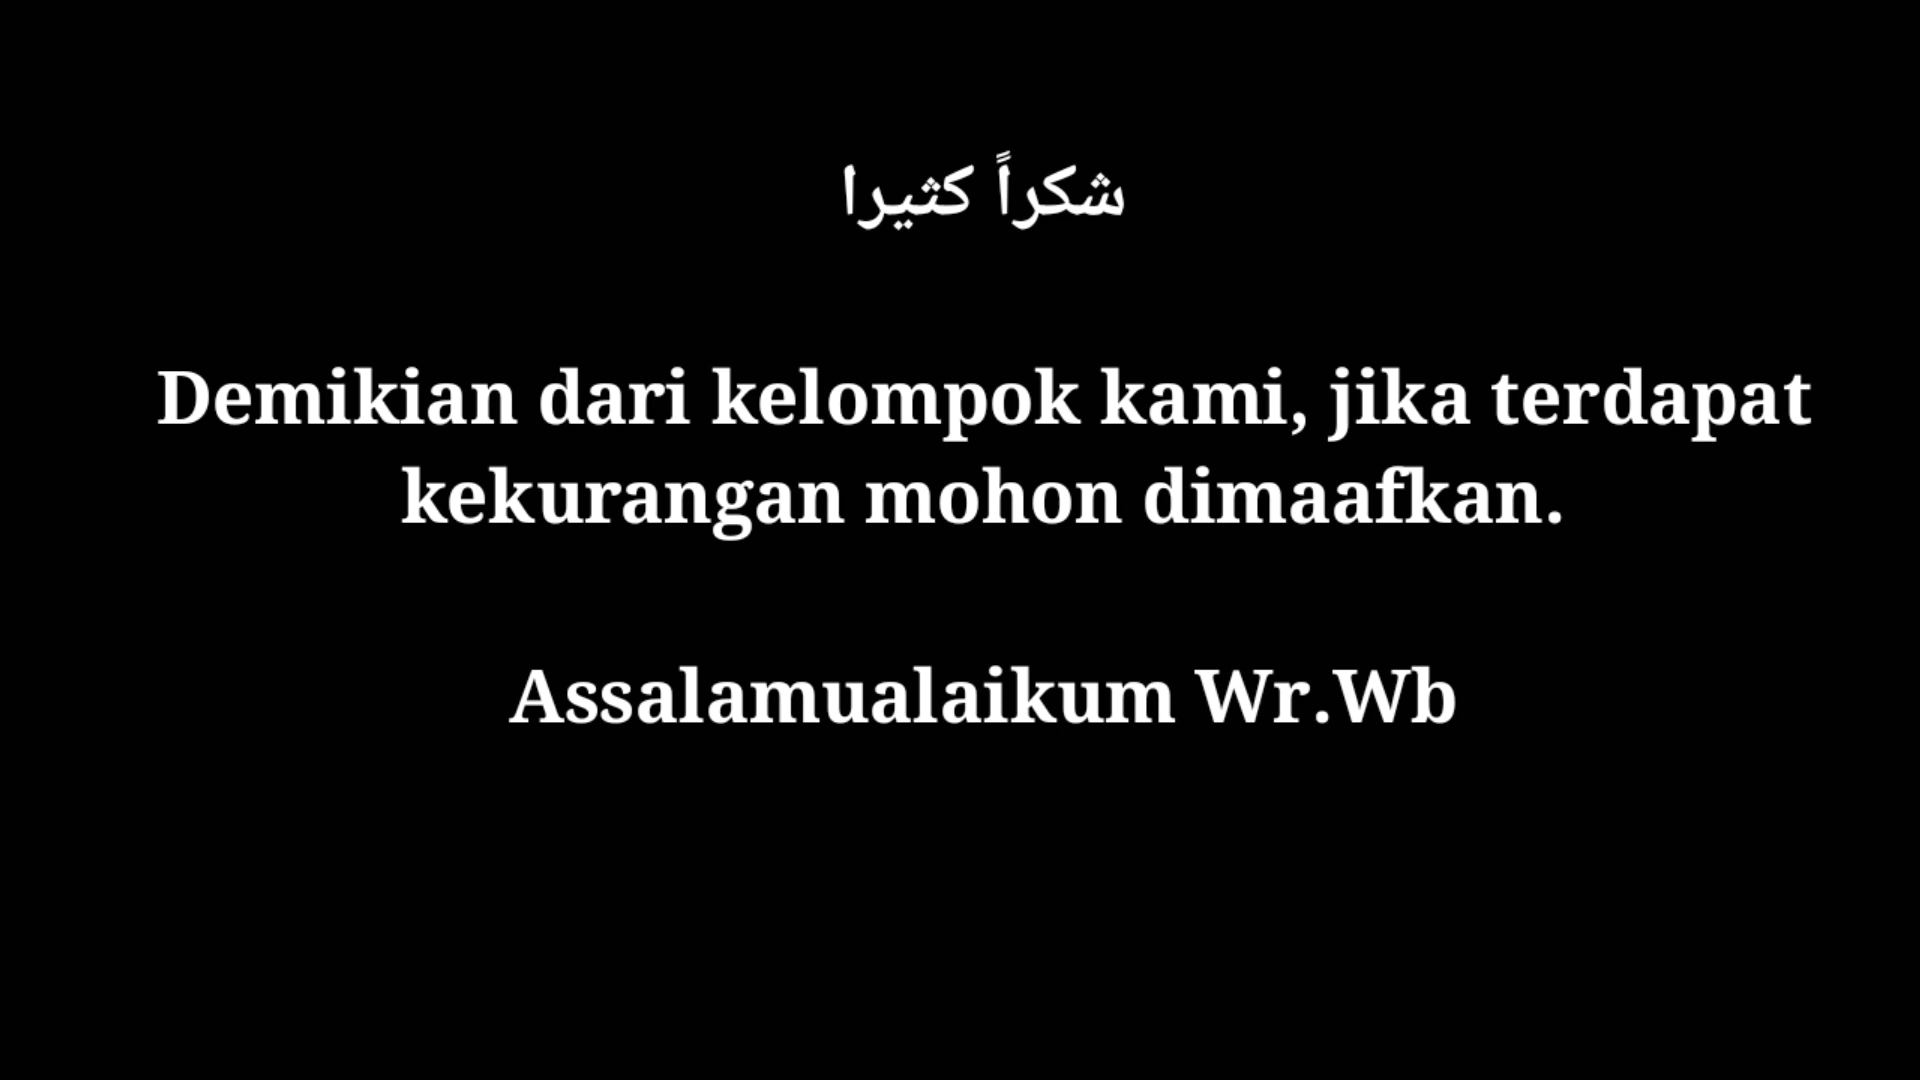 شكراً كثيرا
Demikian dari kelompok kami, jika terdapat
kekurangan mohon dimaafkan.
Assalamualaikum Wr.Wb